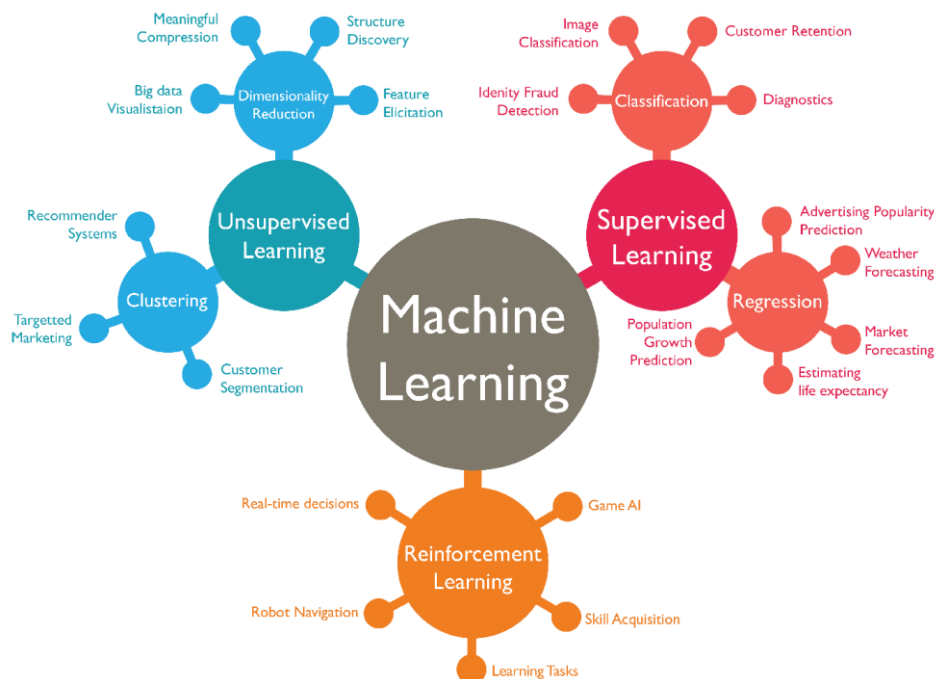 Meaningful
Compression
Structure
Discovery
Big data
Visualistaion
Dimensionality
Reduction
Feature
Elicitation
Image
Classification
Customer Retention
Idenity Fraud
Detection
Classification
Diagnostics
Recommender
Systems
Unsupervised
Learning
Clustering
Targetted
Marketing
Customer
Segmentation
Supervised
Learning
Advertising Popularity
Prediction
Weather
Forecasting
Regression
Population
Growth
Prediction
Market
Forecasting
Estimating
life expectancy
Machine
Learning
Real-time decisions
Game AI
Reinforcement
Learning
Robot Navigation
Skill Acquisition
Learning Tasks